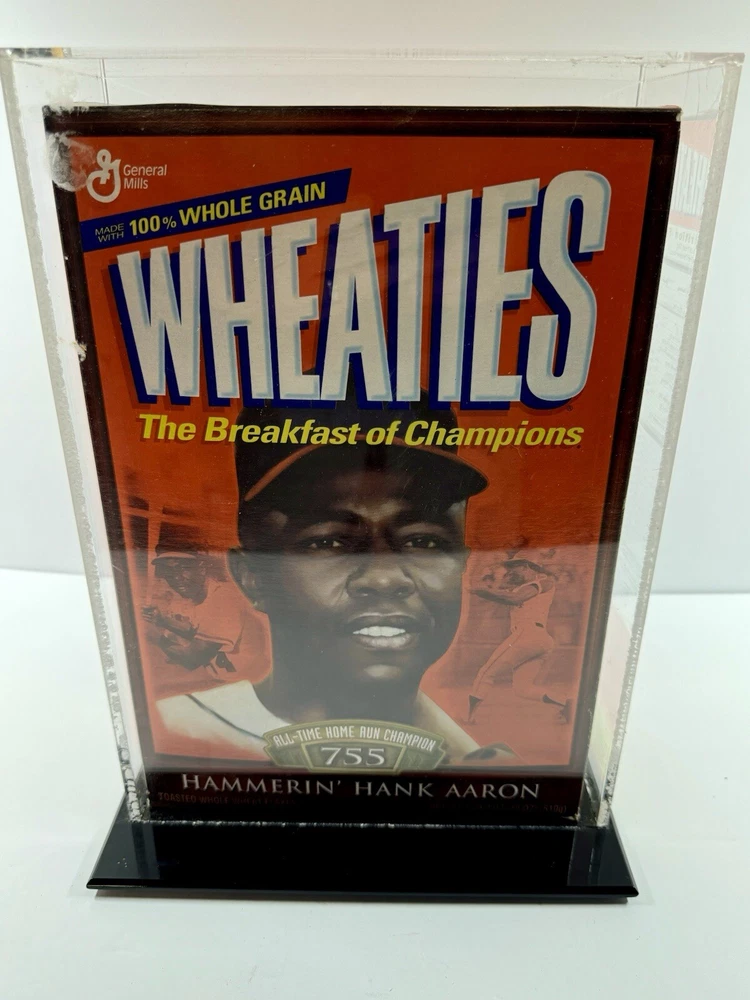 General
Mills
MADE
WITH
100% WHOLE GRAIN
WHEATIES
The Breakfast of Champions
ALL-TIME HOME RUN CHAMPION
755
HAMMERIN' HANK AARON
TOASTED WHOLE